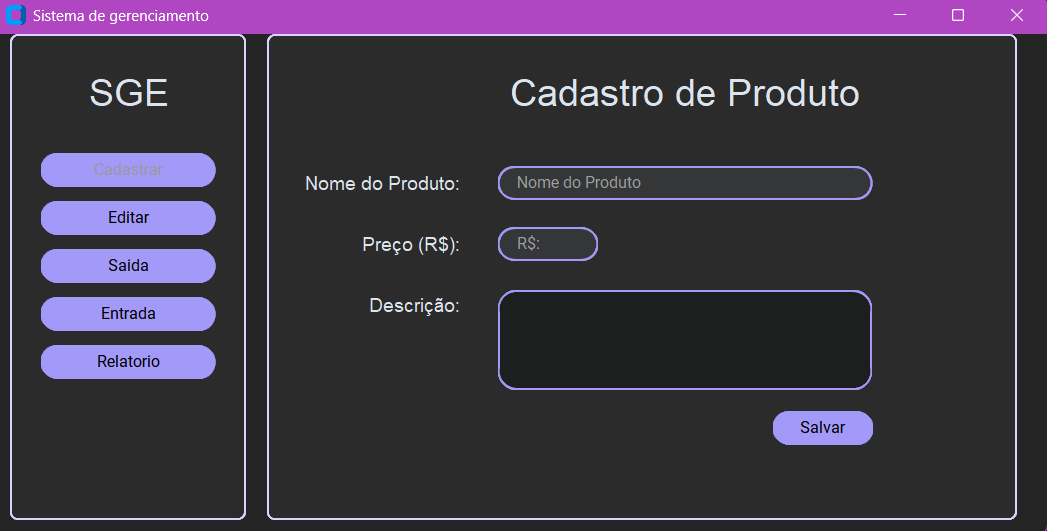 Sistema de gerenciamento
SGE
Cadastrar
Editar
Saida
Entrada
Relatorio
Cadastro de Produto
Nome do Produto: Nome do Produto
Preço (R$): R$:
Descrição:
Salvar